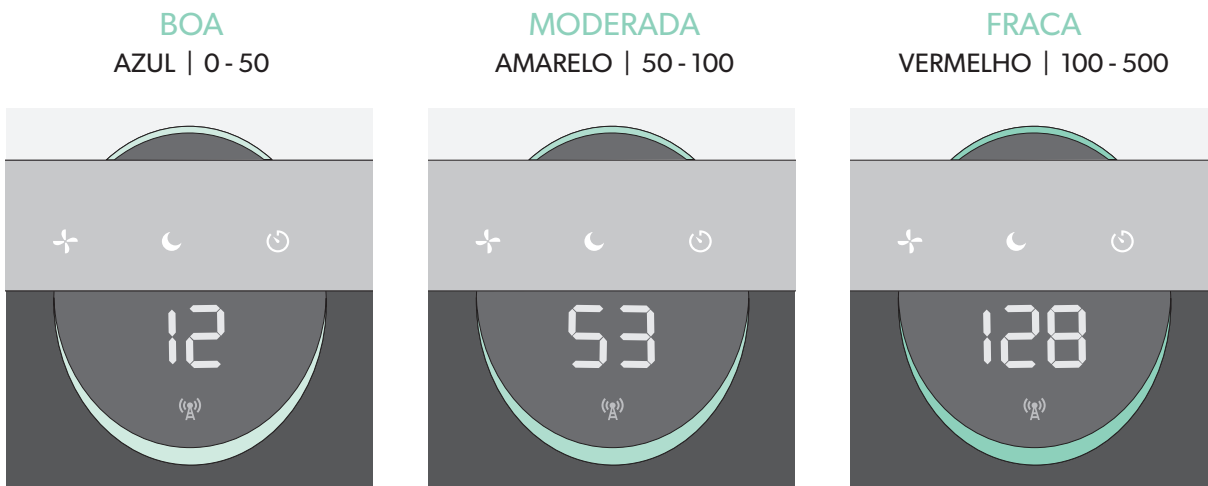 BOA
AZUL | 0 - 50
MODERADA
AMARELO | 50 - 100
FRACA
VERMELHO | 100 - 500
12
53
128